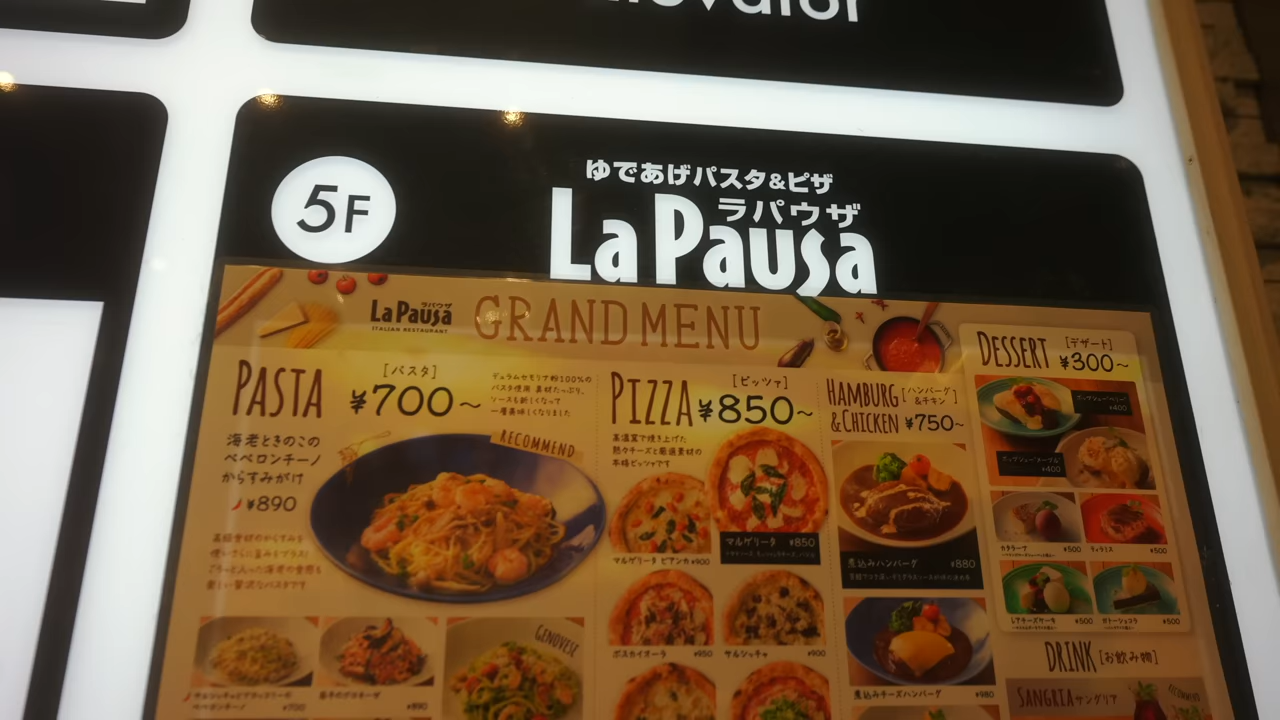 5F
ゆであげパスタ&ピザ
ラパウザ
La Pausa
ラパウザ
La Pausa
ITALIAN RESTAURANT
GRAND MENU
PASTA
[パスタ]
¥700~
デュラムセモリナ粉100%の
パスタ使用 具材たっぷり、
ソースも新しくなって
一層美味しくなりました
海老ときのこの
ペペロンチーノ
からすみがけ
¥890
RECOMMEND
GENOVESE
PIZZA
[ピッツァ]
¥850~
高温窯で焼き上げた
熱々チーズと厳選素材の
本格ピッツァです
マルゲリータ ビアンカ ¥900
マルゲリータ ¥850
ボスカイオーラ ¥950
サルシッチャ ¥900
HAMBURG
&CHICKEN
[ハンバーグ
&チキン]
¥750~
煮込みハンバーグ ¥880
煮込みチーズハンバーグ ¥980
DESSERT
[デザート]
¥300~
¥400
¥400
カタラーナ ¥500
ティラミス ¥500
レアチーズケーキ ¥500
ガトーショコラ ¥500
DRINK [お飲み物]
SANGRIA サングリア
RECOMMEND